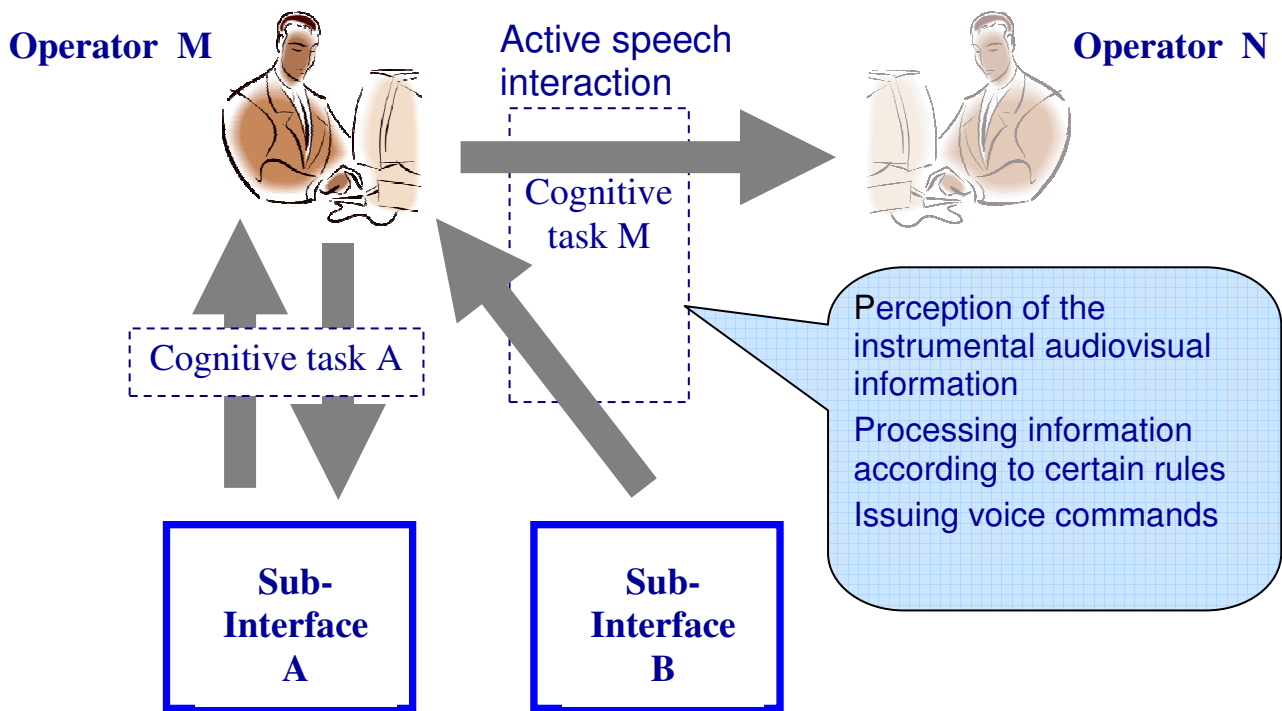 Operator M
Active speech
interaction
Operator N
Cognitive
task M
Cognitive task A
Perception of the
instrumental audiovisual
information
Processing information
according to certain rules
Issuing voice commands
Sub-
Interface
A
Sub-
Interface
B